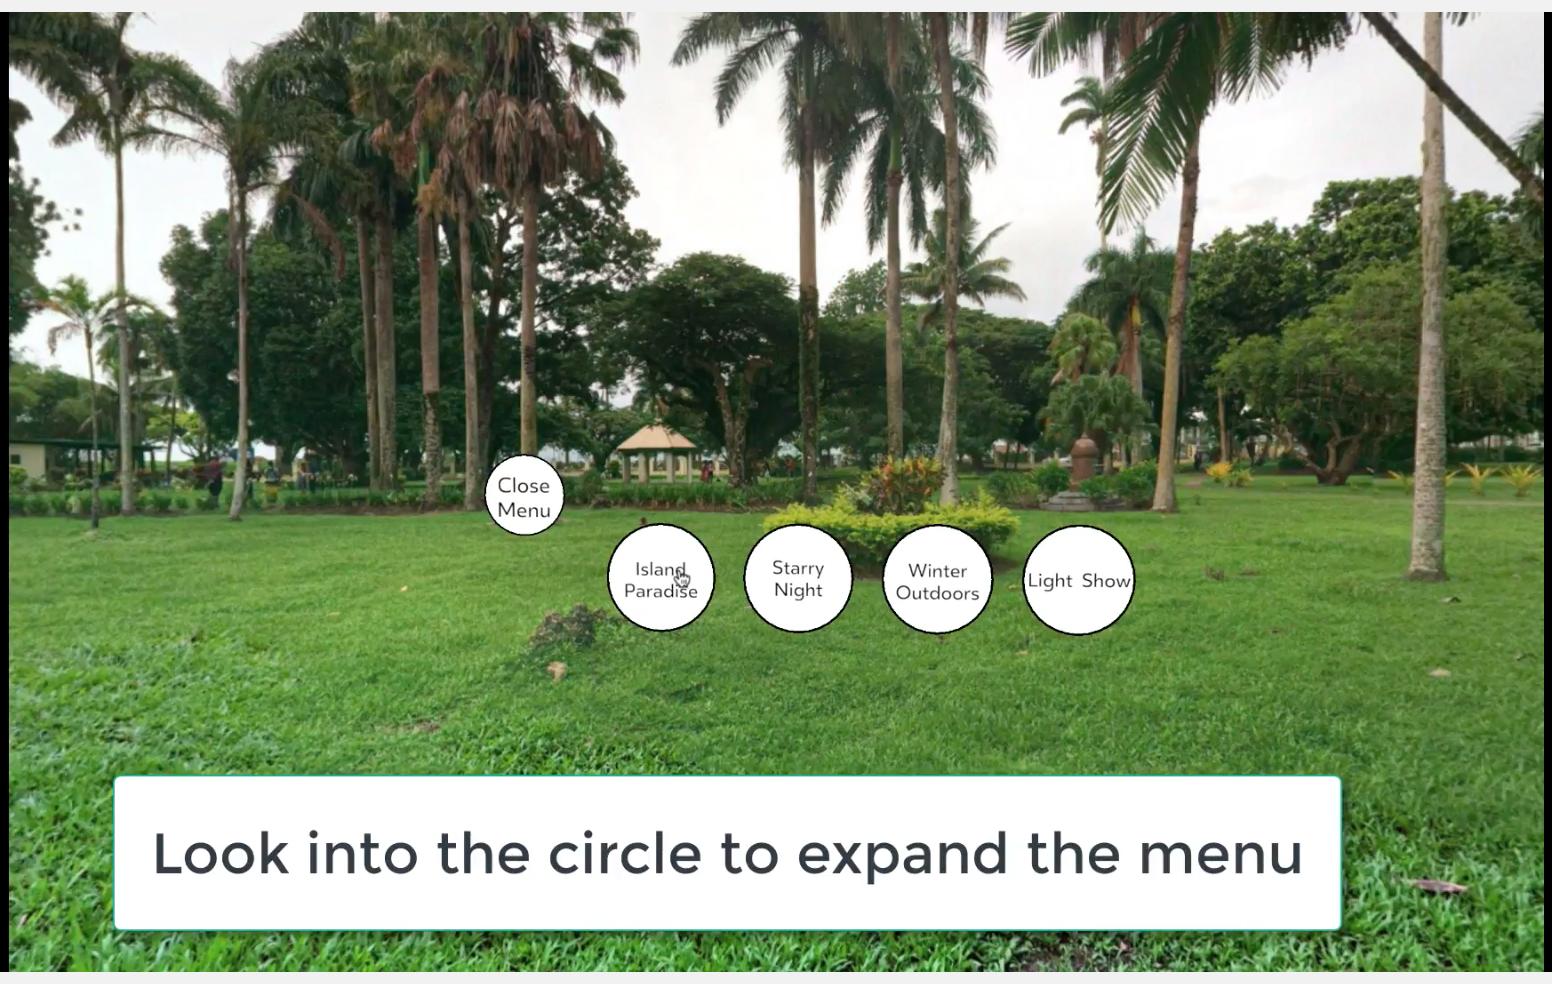 Close
Menu
Island
Paradise
Starry
Night
Winter
Outdoors
Light Show
Look into the circle to expand the menu